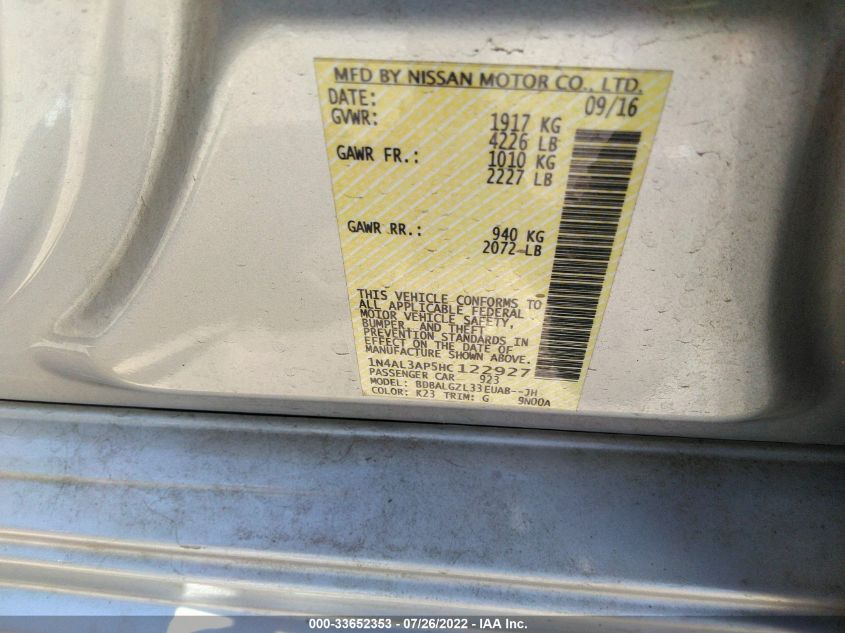 MFD BY NISSAN MOTOR CO., LTD.
DATE: 09/16
GVWR: 1917 KG
4226 LB
GAWR FR.: 1010 KG
2227 LB
GAWR RR.: 940 KG
2072 LB
THIS VEHICLE CONFORMS TO
ALL APPLICABLE FEDERAL
MOTOR VEHICLE SAFETY,
BUMPER, AND THEFT
PREVENTION STANDARDS IN
EFFECT ON THE DATE OF
MANUFACTURE SHOWN ABOVE.
1N4AL3AP5HC122927
PASSENGER CAR 923
MODEL: BDBALGZL33EUAB--JH
COLOR: K23 TRIM: G 9N00A
000-33652353 - 07/26/2022 - IAA Inc.